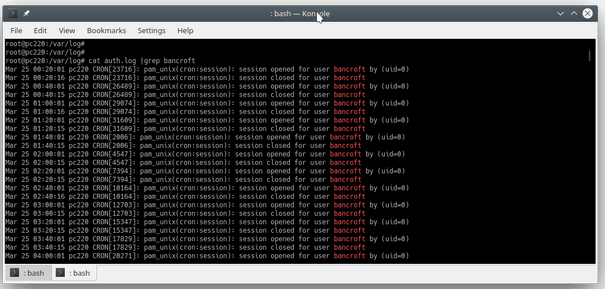 : bash — Konsole
File Edit View Bookmarks Settings Help
root@pc220:/var/log#
root@pc220:/var/log#
root@pc220:/var/log# cat auth.log |grep bancroft
Mar 25 00:20:01 pc220 CRON[23716]: pam_unix(cron:session): session opened for user bancroft by (uid=0)
Mar 25 00:20:16 pc220 CRON[23716]: pam_unix(cron:session): session closed for user bancroft
Mar 25 00:40:01 pc220 CRON[26489]: pam_unix(cron:session): session opened for user bancroft by (uid=0)
Mar 25 00:40:15 pc220 CRON[26489]: pam_unix(cron:session): session closed for user bancroft
Mar 25 01:00:01 pc220 CRON[29074]: pam_unix(cron:session): session opened for user bancroft by (uid=0)
Mar 25 01:00:16 pc220 CRON[29074]: pam_unix(cron:session): session closed for user bancroft
Mar 25 01:20:01 pc220 CRON[31609]: pam_unix(cron:session): session opened for user bancroft by (uid=0)
Mar 25 01:20:15 pc220 CRON[31609]: pam_unix(cron:session): session closed for user bancroft
Mar 25 01:40:01 pc220 CRON[2006]: pam_unix(cron:session): session opened for user bancroft by (uid=0)
Mar 25 01:40:15 pc220 CRON[2006]: pam_unix(cron:session): session closed for user bancroft
Mar 25 02:00:01 pc220 CRON[4547]: pam_unix(cron:session): session opened for user bancroft by (uid=0)
Mar 25 02:00:15 pc220 CRON[4547]: pam_unix(cron:session): session closed for user bancroft
Mar 25 02:20:01 pc220 CRON[7394]: pam_unix(cron:session): session opened for user bancroft by (uid=0)
Mar 25 02:20:15 pc220 CRON[7394]: pam_unix(cron:session): session closed for user bancroft
Mar 25 02:40:01 pc220 CRON[10164]: pam_unix(cron:session): session opened for user bancroft by (uid=0)
Mar 25 02:40:16 pc220 CRON[10164]: pam_unix(cron:session): session closed for user bancroft
Mar 25 03:00:01 pc220 CRON[12703]: pam_unix(cron:session): session opened for user bancroft by (uid=0)
Mar 25 03:00:15 pc220 CRON[12703]: pam_unix(cron:session): session closed for user bancroft
Mar 25 03:20:01 pc220 CRON[15347]: pam_unix(cron:session): session opened for user bancroft by (uid=0)
Mar 25 03:20:15 pc220 CRON[15347]: pam_unix(cron:session): session closed for user bancroft
Mar 25 03:40:01 pc220 CRON[17829]: pam_unix(cron:session): session opened for user bancroft by (uid=0)
Mar 25 03:40:15 pc220 CRON[17829]: pam_unix(cron:session): session closed for user bancroft
Mar 25 04:00:01 pc220 CRON[20271]: pam_unix(cron:session): session opened for user bancroft by (uid=0)
: bash : bash